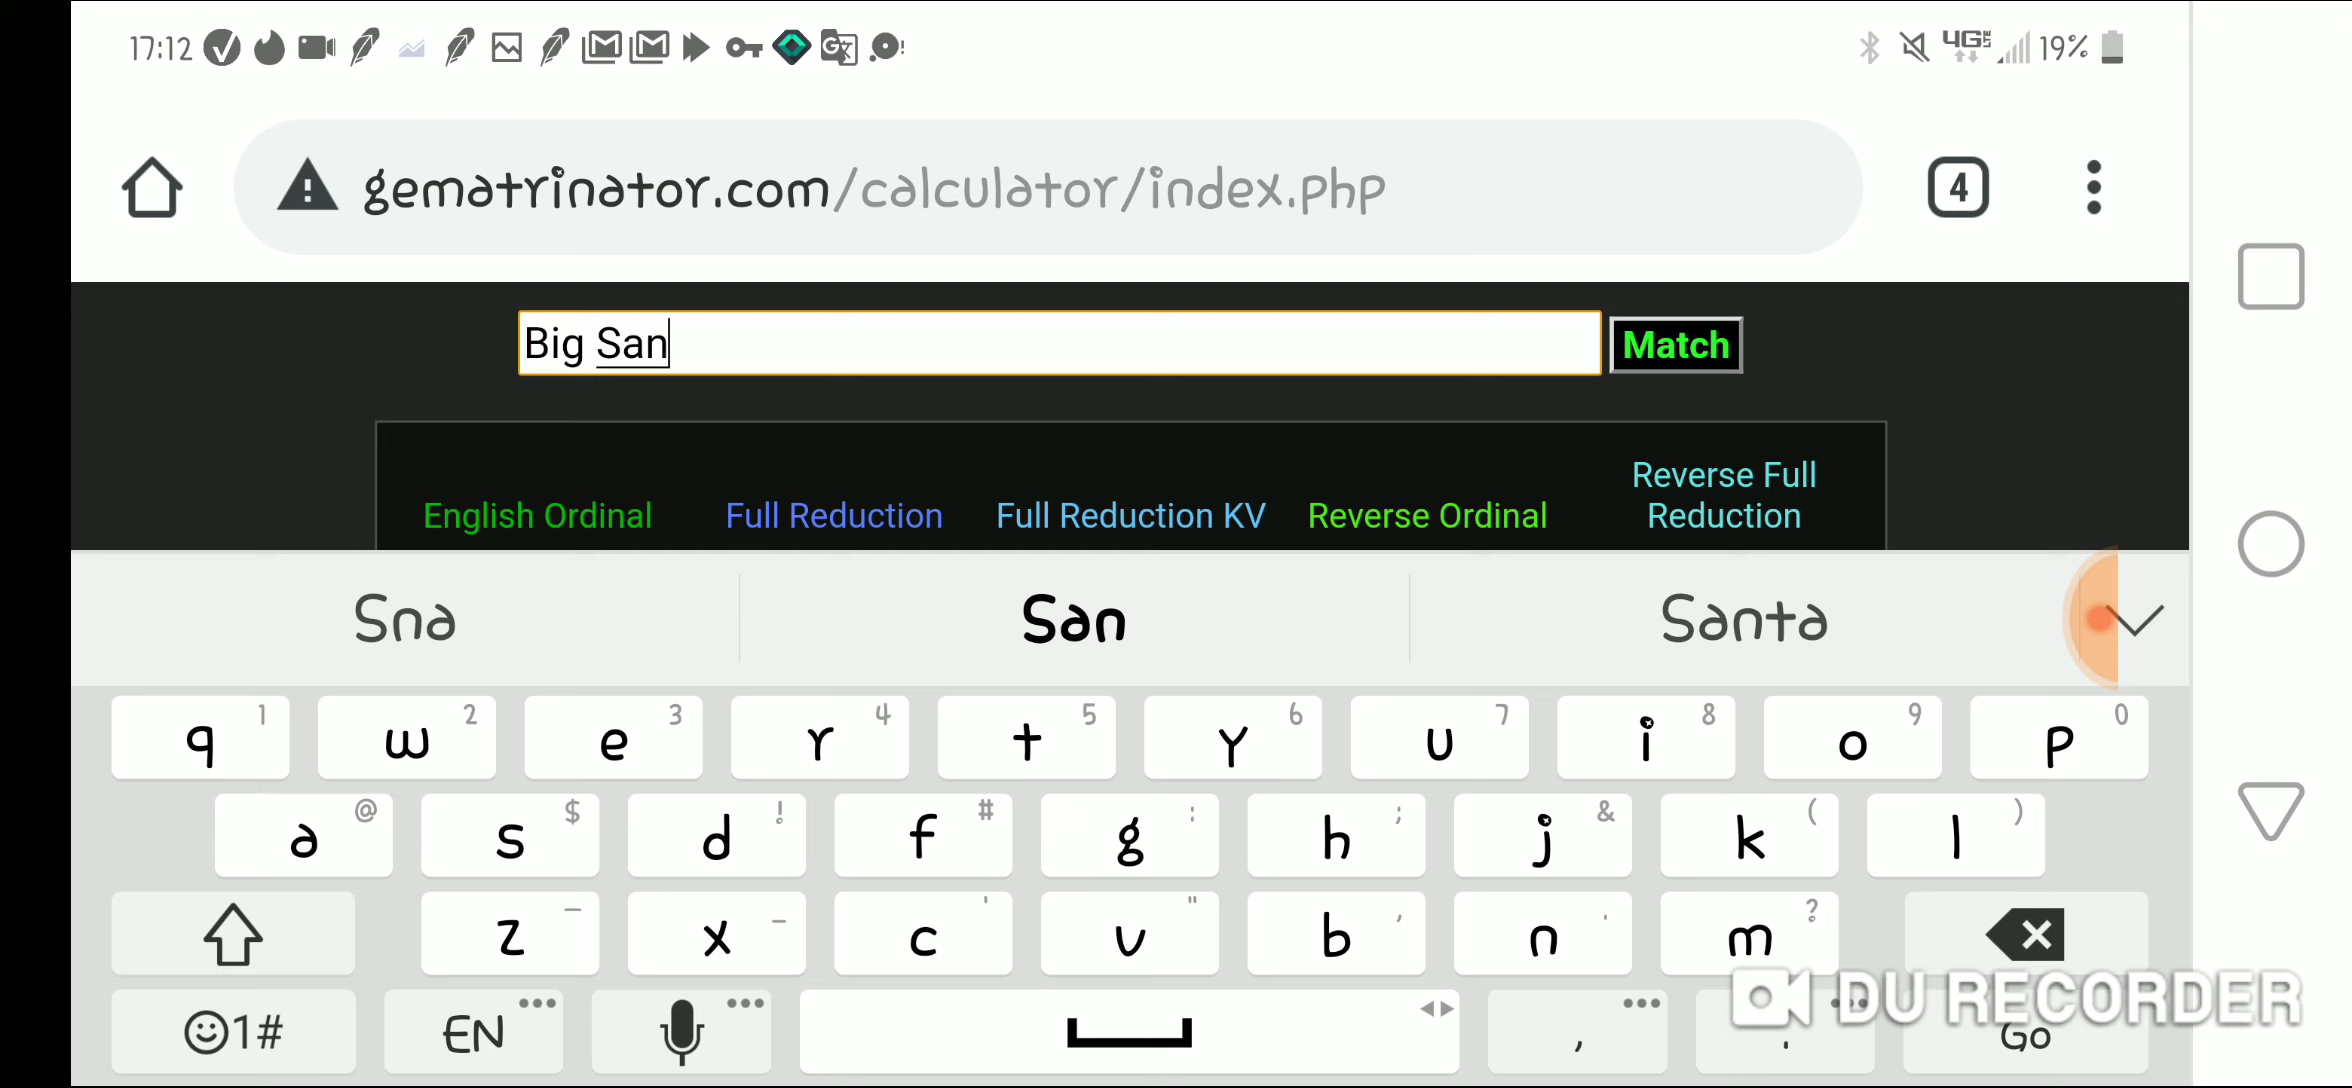 17:12 4G LTE 19%
gematrinator.com/calculator/index.php 4
Big San Match
English Ordinal Full Reduction Full Reduction KV Reverse Ordinal Reverse Full Reduction
Sna San Santa
q 1 w 2 e 3 r 4 t 5 y 6 u 7 i 8 o 9 p 0
a @ s $ d ! f # g : h ; j & k ( l )
z – x - c ' v " b , n . m ?
1# EN , . Go
DU RECORDER